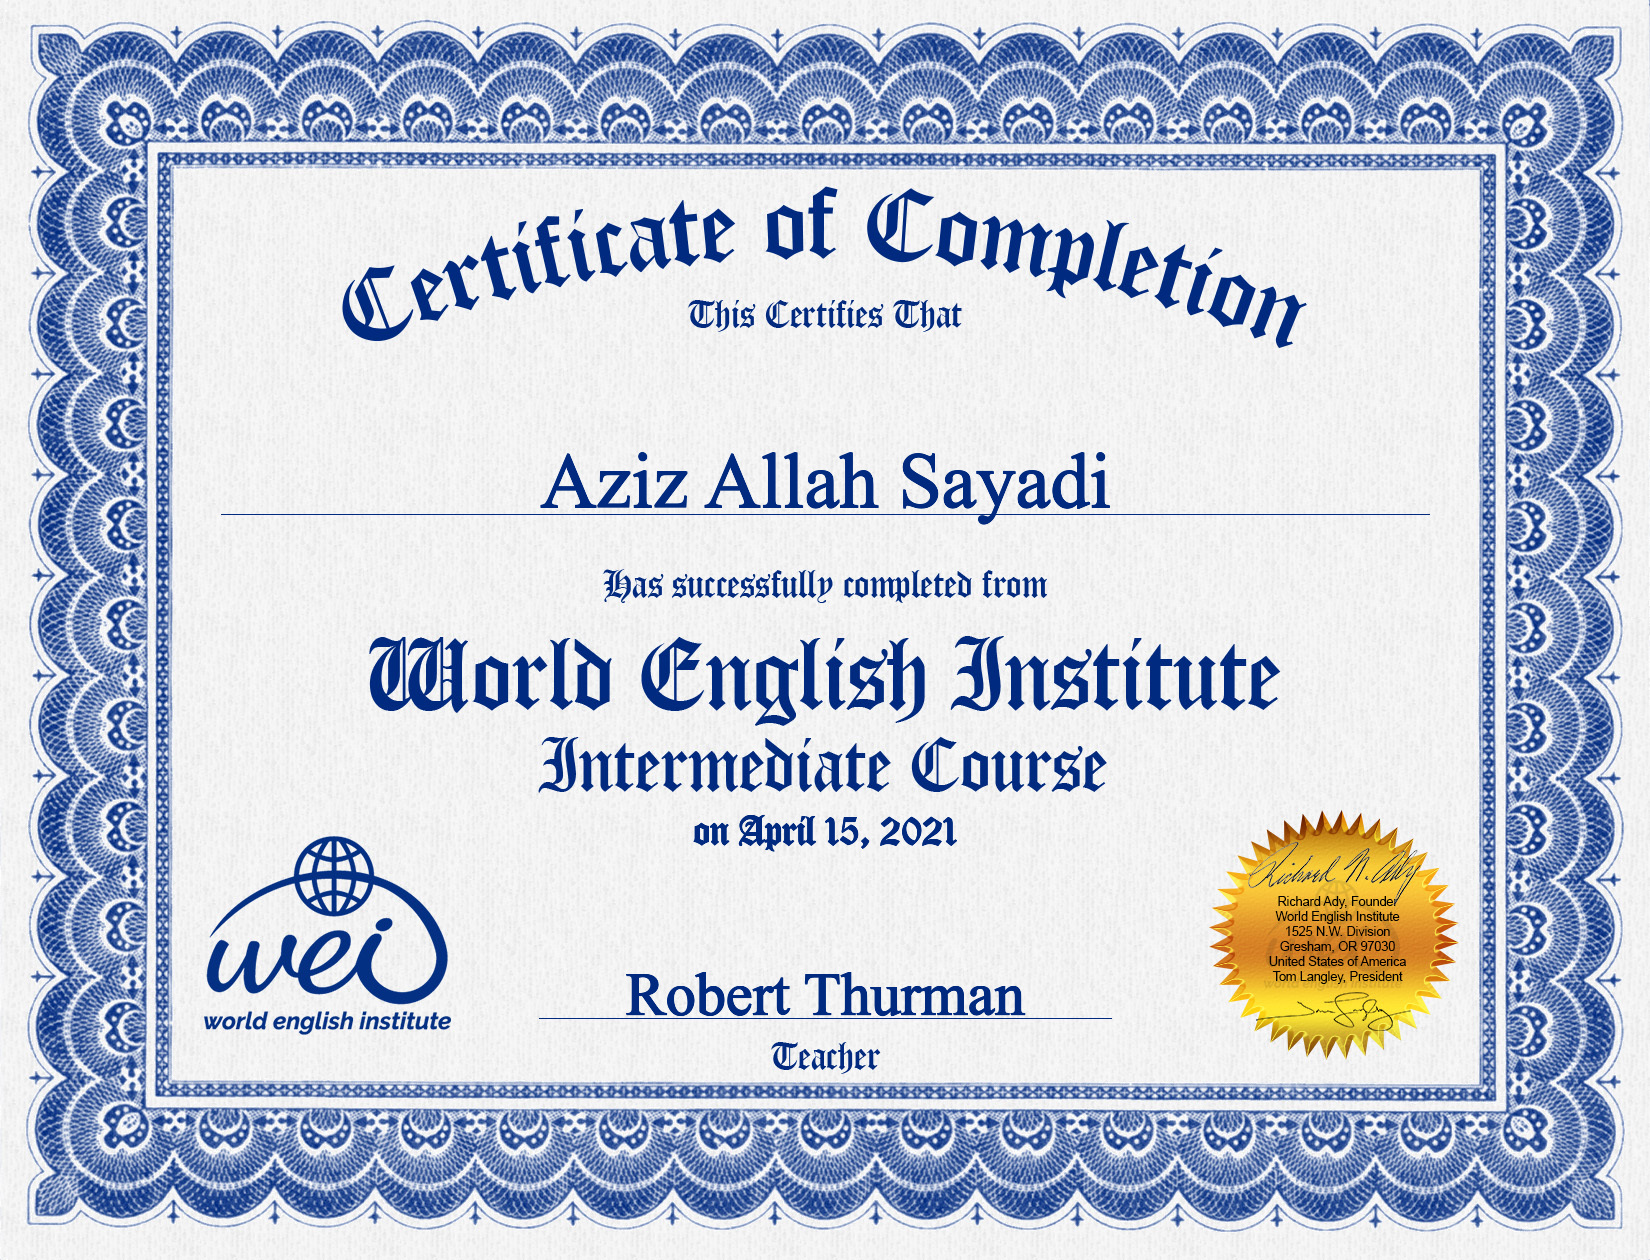 Certificate of Completion
This Certifies That
Aziz Allah Sayadi
Has successfully completed from
World English Institute
Intermediate Course
on April 15, 2021
wei
world english institute
Robert Thurman
Teacher
Richard N. Ady
Richard Ady, Founder
World English Institute
1525 N.W. Division
Gresham, OR 97030
United States of America
Tom Langley, President